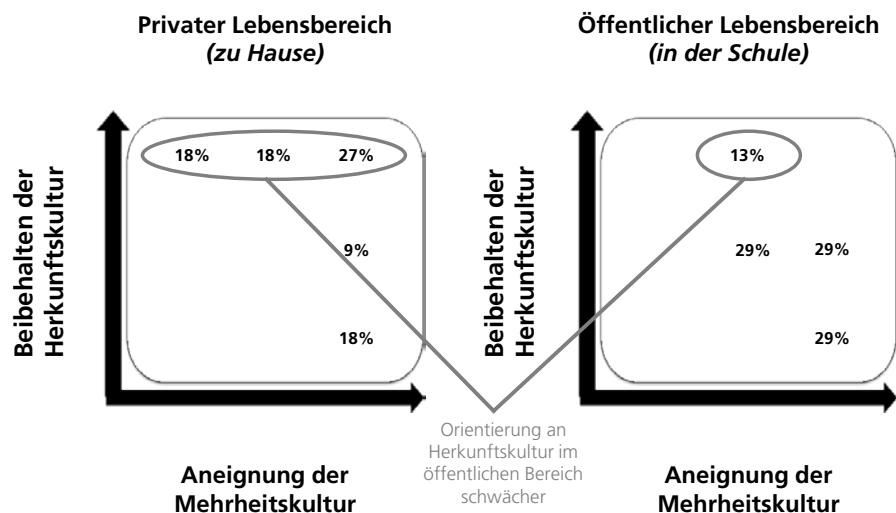 Privater Lebensbereich
(zu Hause)
Öffentlicher Lebensbereich
(in der Schule)
Beibehalten der
Herkunftskultur
18% 18% 27%
9%
18%
Aneignung der
Mehrheitskultur
Beibehalten der
Herkunftskultur
13%
29% 29%
29%
Aneignung der
Mehrheitskultur
Orientierung an
Herkunftskultur im
öffentlichen Bereich
schwächer